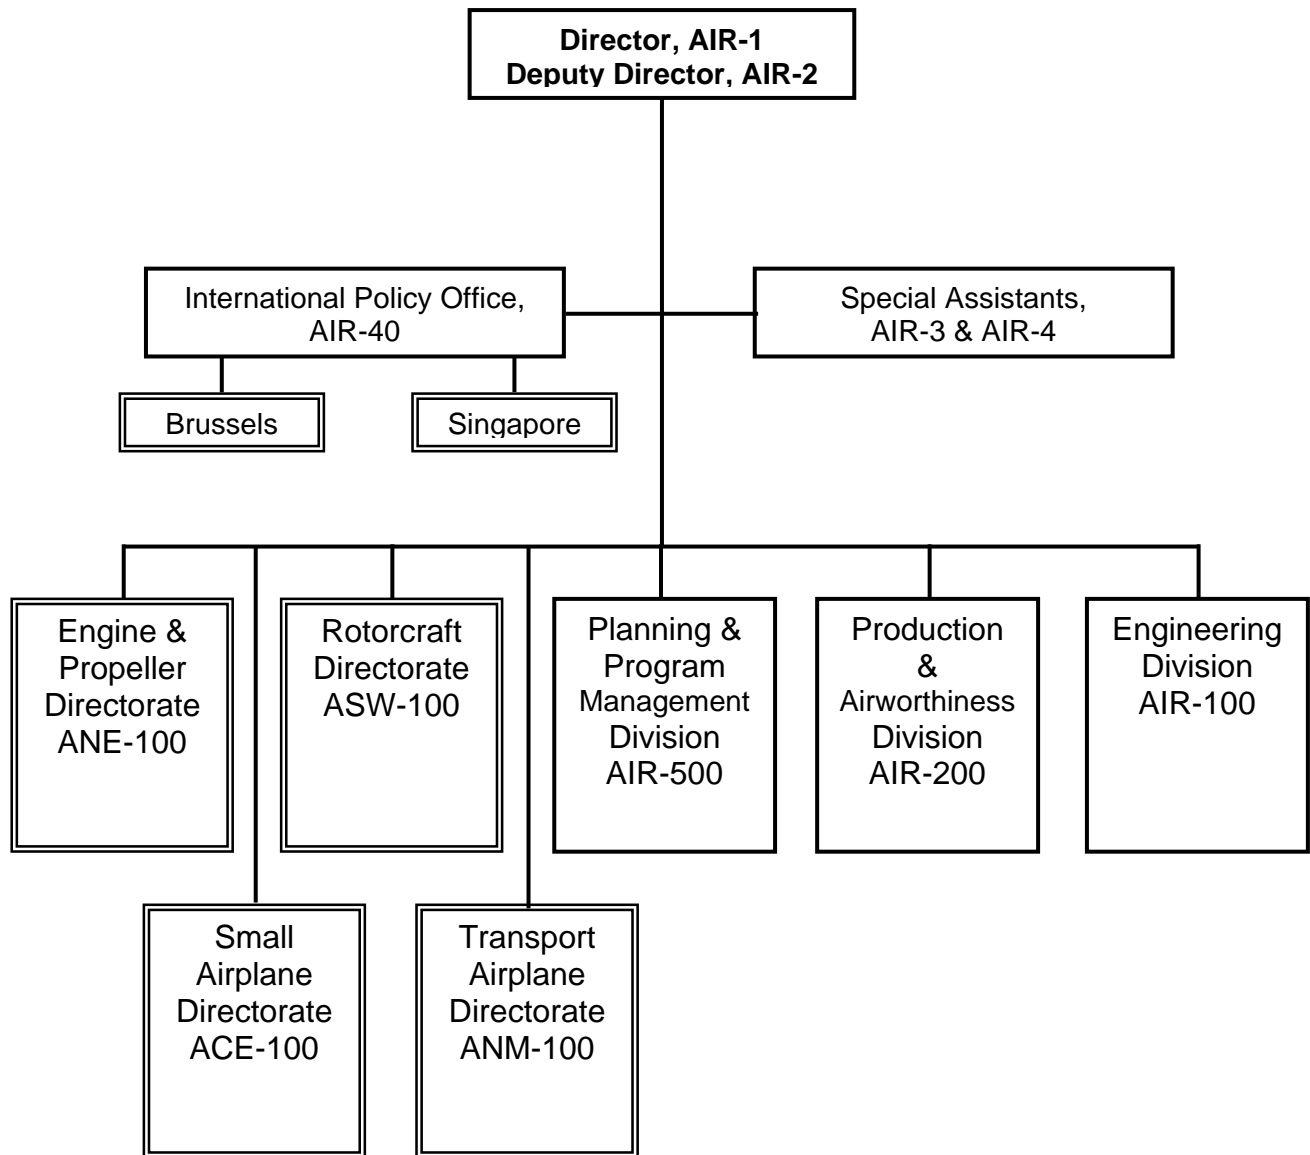 Director, AIR-1
Deputy Director, AIR-2
International Policy Office,
AIR-40
Special Assistants,
AIR-3 & AIR-4
Brussels
Singapore
Engine &
Propeller
Directorate
ANE-100
Rotorcraft
Directorate
ASW-100
Planning &
Program
Management
Division
AIR-500
Production
&
Airworthiness
Division
AIR-200
Engineering
Division
AIR-100
Small
Airplane
Directorate
ACE-100
Transport
Airplane
Directorate
ANM-100